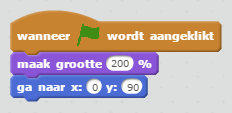 wanneer wordt aangeklikt
maak grootte 200 %
ga naar x: 0 y: 90